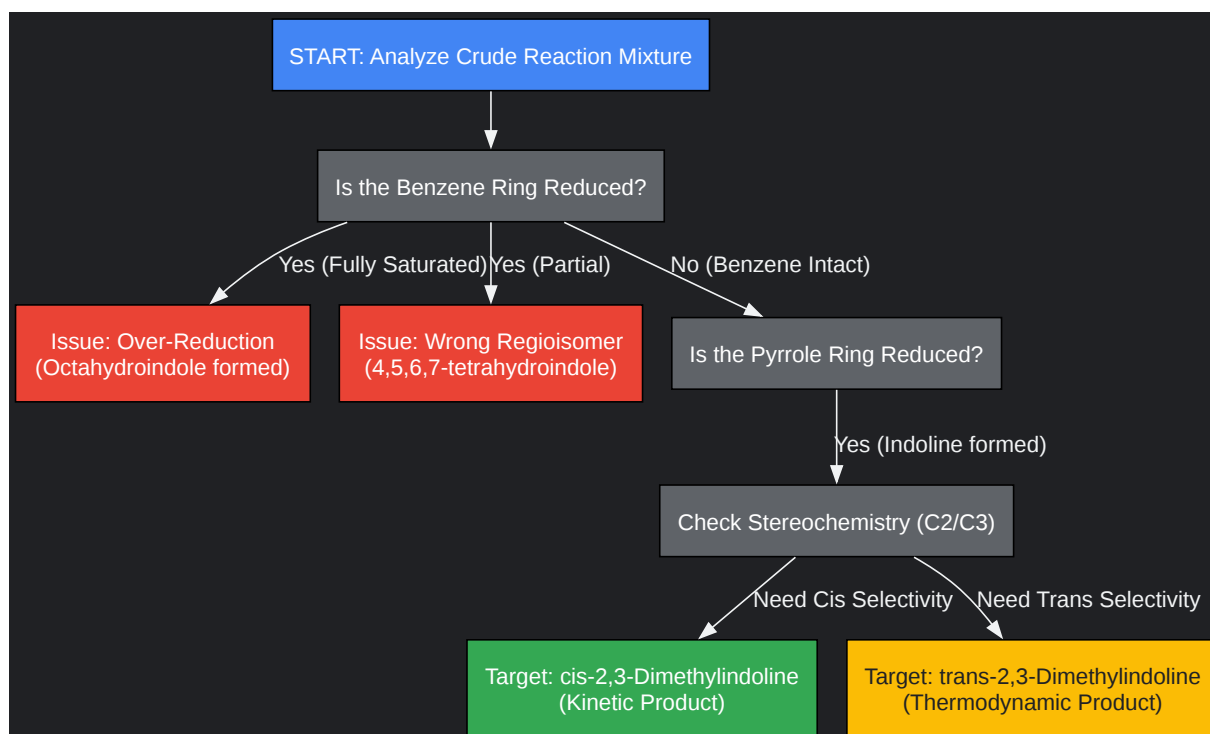 START: Analyze Crude Reaction Mixture
Is the Benzene Ring Reduced?
Yes (Fully Saturated)
Yes (Partial)
No (Benzene Intact)
Issue: Over-Reduction
(Octahydroindole formed)
Issue: Wrong Regioisomer
(4,5,6,7-tetrahydroindole)
Is the Pyrrole Ring Reduced?
Yes (Indoline formed)
Check Stereochemistry (C2/C3)
Need Cis Selectivity
Need Trans Selectivity
Target: cis-2,3-Dimethylindoline
(Kinetic Product)
Target: trans-2,3-Dimethylindoline
(Thermodynamic Product)